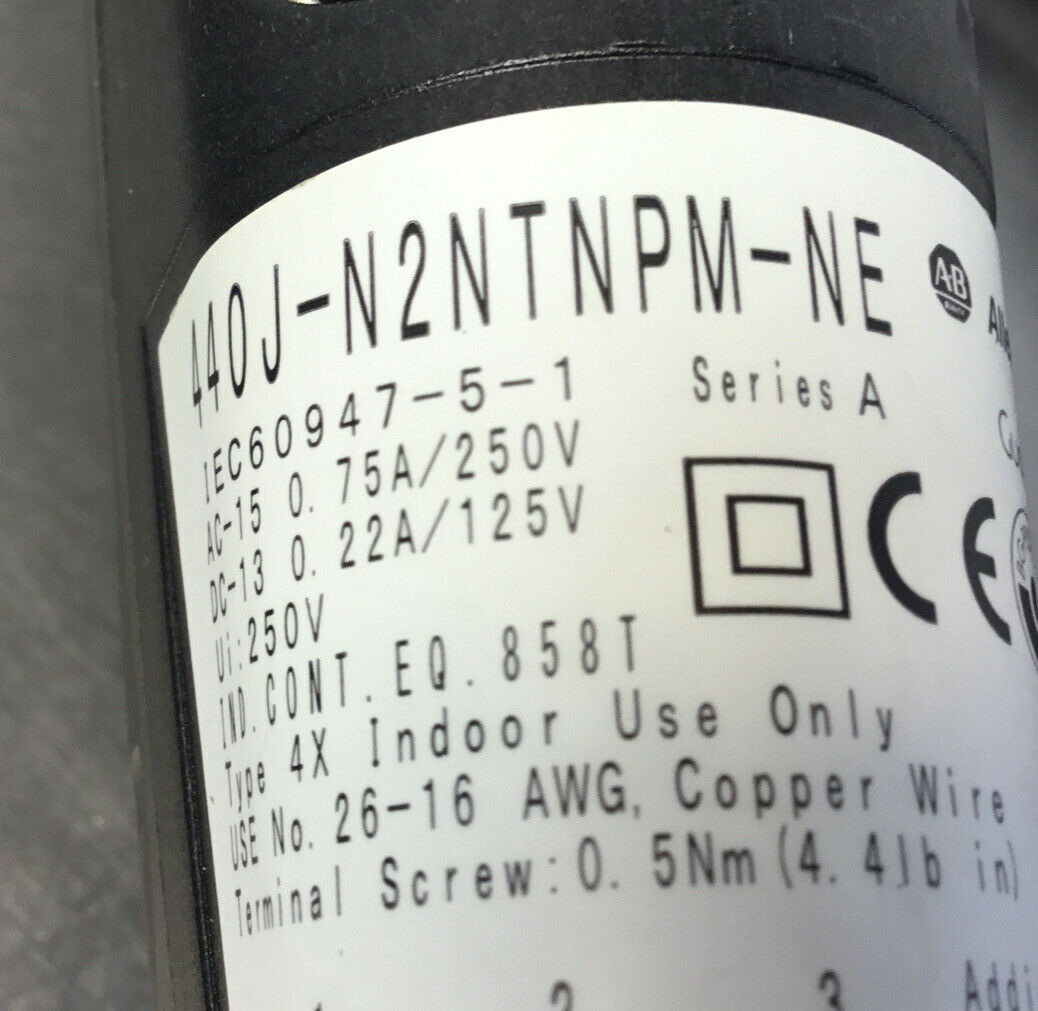 440J-N2NTNPM-NE A-B
IEC60947-5-1 Series A
AC-15 0.75A/250V
DC-13 0.22A/125V
Ui:250V
IND.CONT.EQ.858T
Type 4X Indoor Use Only
USE No. 26-16 AWG, Copper Wire
Terminal Screw:0.5Nm(4.4lb in)
1 2 3 Addi